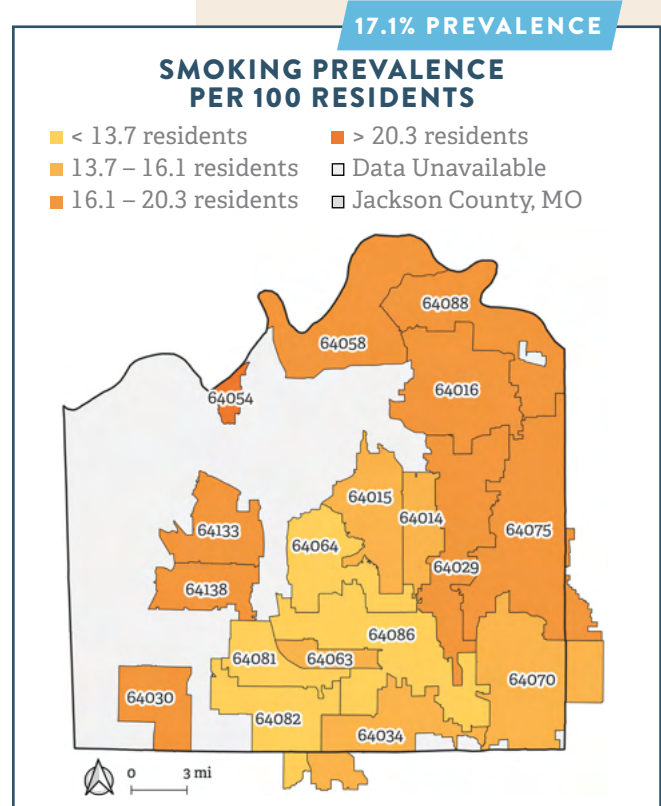 17.1% PREVALENCE
SMOKING PREVALENCE
PER 100 RESIDENTS
< 13.7 residents
> 20.3 residents
13.7 – 16.1 residents
Data Unavailable
16.1 – 20.3 residents
Jackson County, MO
64088
64058
64016
64054
64015
64014
64133
64075
64064
64029
64138
64086
64081
64063
64070
64030
64082
64034
0 3 mi